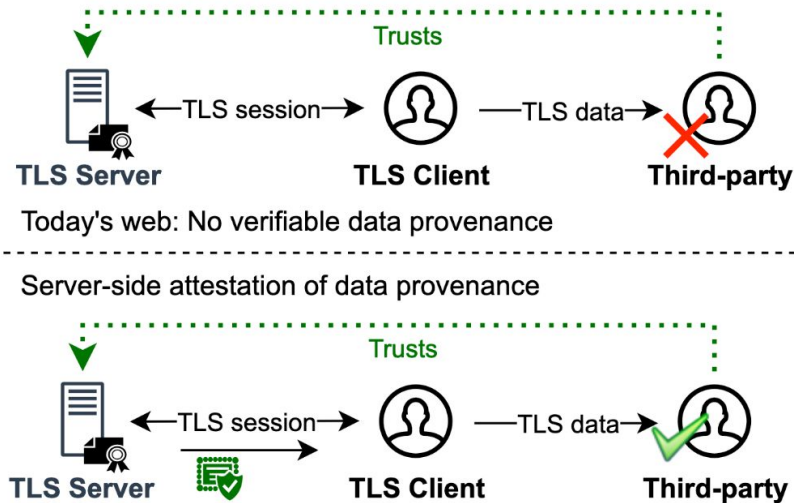 Trusts
TLS session
TLS data
TLS Server
TLS Client
Third-party
Today's web: No verifiable data provenance
Server-side attestation of data provenance
Trusts
TLS session
TLS data
TLS Server
TLS Client
Third-party